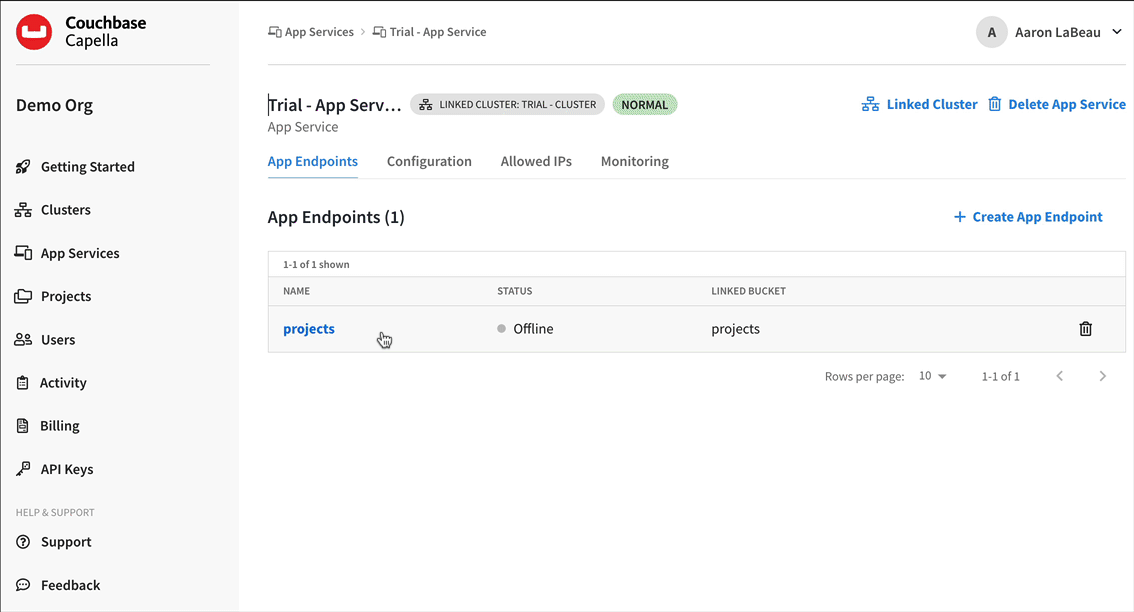 Couchbase
Capella
Demo Org
Getting Started
Clusters
App Services
Projects
Users
Activity
Billing
API Keys
HELP & SUPPORT
Support
Feedback
App Services > Trial - App Service
A Aaron LaBeau
Trial - App Serv... LINKED CLUSTER: TRIAL - CLUSTER NORMAL
Linked Cluster Delete App Service
App Service
App Endpoints Configuration Allowed IPs Monitoring
App Endpoints (1)
+ Create App Endpoint
1-1 of 1 shown
NAME STATUS LINKED BUCKET
projects Offline projects
Rows per page: 10 1-1 of 1 < >